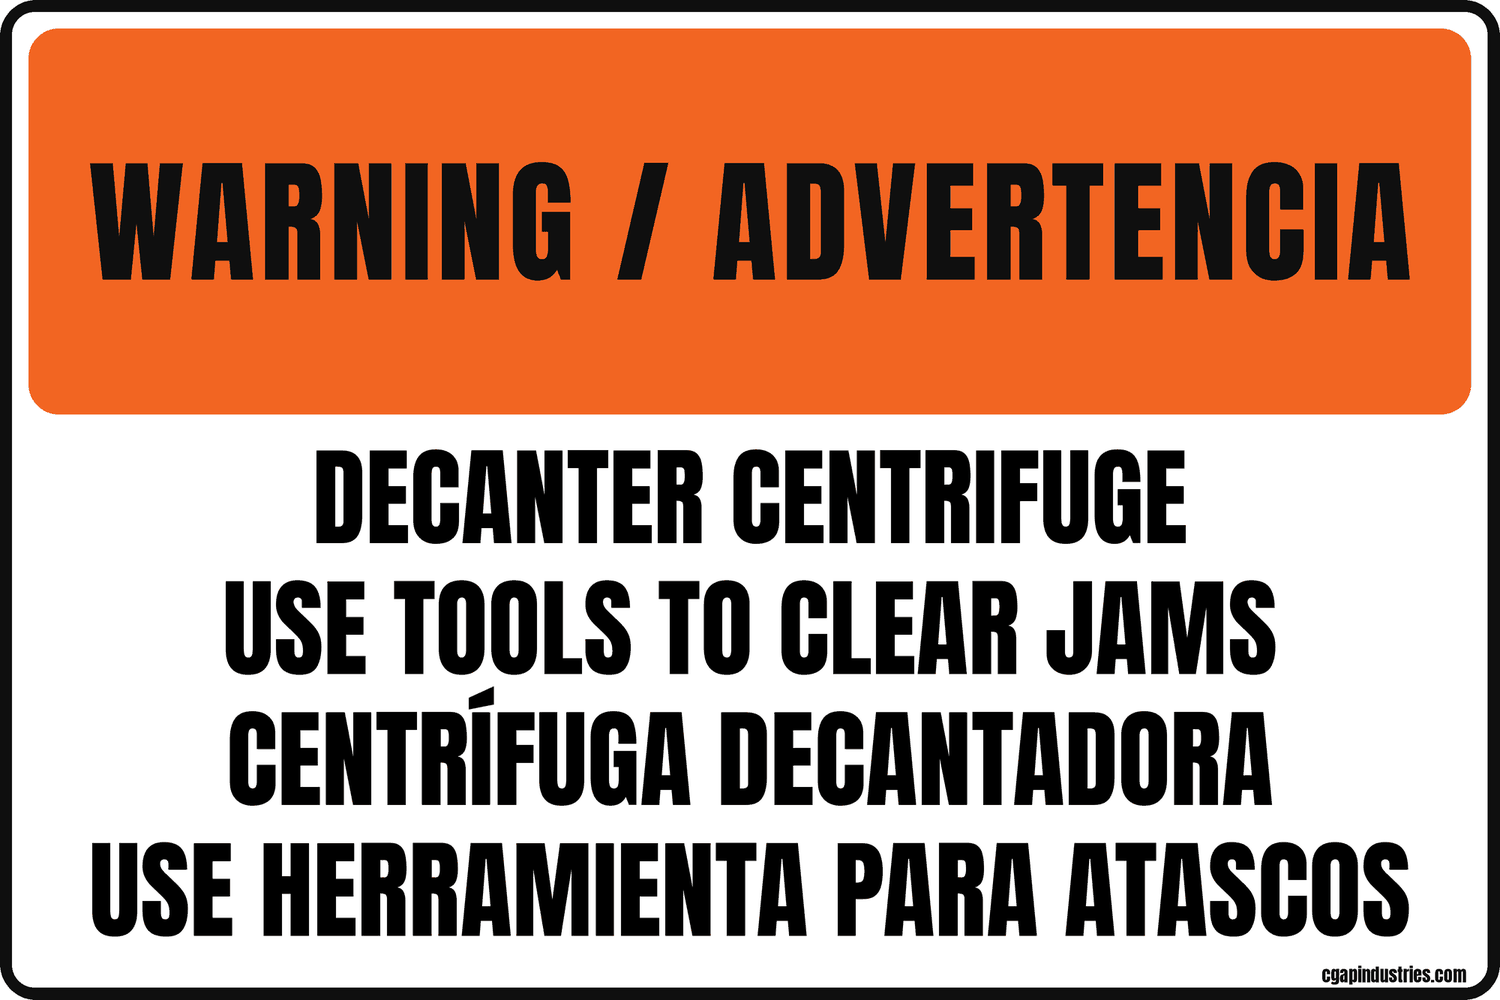 WARNING / ADVERTENCIA
DECANTER CENTRIFUGE
USE TOOLS TO CLEAR JAMS
CENTRÍFUGA DECANTADORA
USE HERRAMIENTA PARA ATASCOS
cgapindustries.com